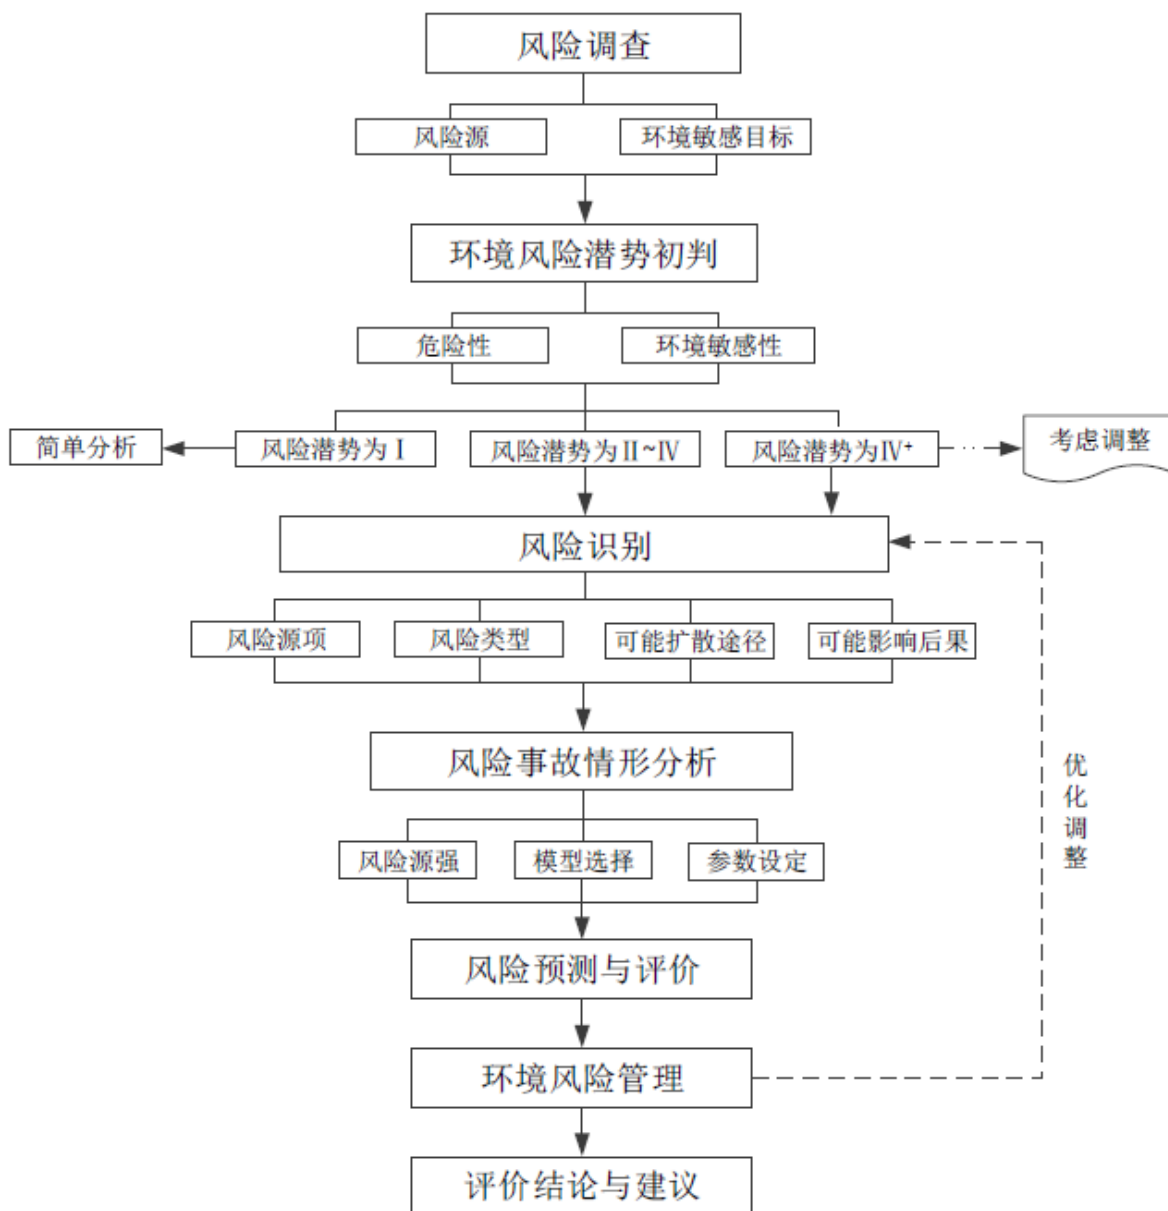 风险调查
风险源
环境敏感目标
环境风险潜势初判
危险性
环境敏感性
简单分析
风险潜势为Ⅰ
风险潜势为Ⅱ~Ⅳ
风险潜势为Ⅳ⁺
考虑调整
风险识别
风险源项
风险类型
可能扩散途径
可能影响后果
风险事故情形分析
优化调整
风险源强
模型选择
参数设定
风险预测与评价
环境风险管理
评价结论与建议